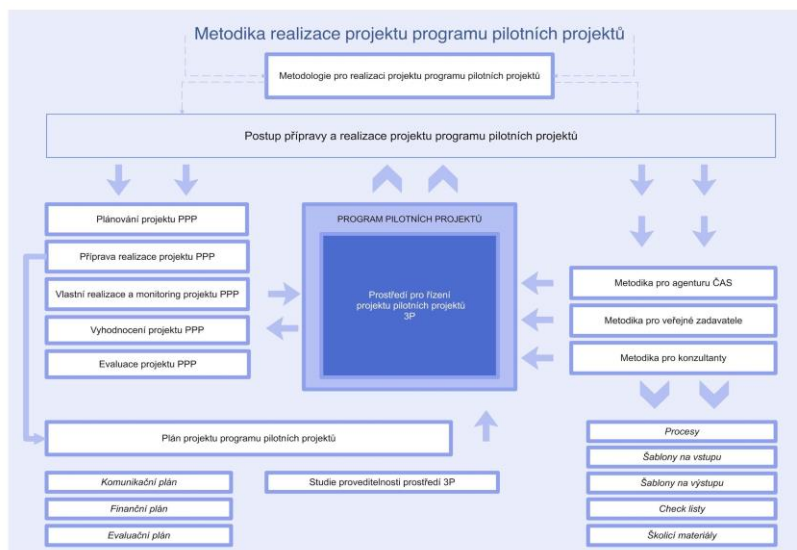 Metodika realizace projektu programu pilotních projektů
Metodologie pro realizaci projektu programu pilotních projektů
Postup přípravy a realizace projektu programu pilotních projektů
Plánování projektu PPP
Příprava realizace projektu PPP
Vlastní realizace a monitoring projektu PPP
Vyhodnocení projektu PPP
Evaluace projektu PPP
PROGRAM PILOTNÍCH PROJEKTŮ
Prostředí pro řízení
projektu pilotních projektů
3P
Metodika pro agenturu ČAS
Metodika pro veřejné zadavatele
Metodika pro konzultanty
Plán projektu programu pilotních projektů
Komunikační plán
Finanční plán
Evaluační plán
Studie proveditelnosti prostředí 3P
Procesy
Šablony na vstupu
Šablony na výstupu
Check listy
Školicí materiály